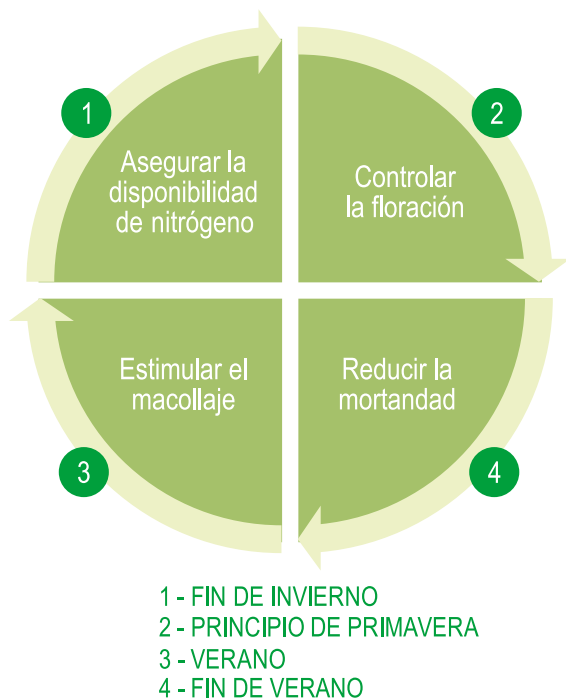 1
Asegurar la
disponibilidad
de nitrógeno
2
Controlar
la floración
3
Estimular el
macollaje
4
Reducir la
mortandad
1 - FIN DE INVIERNO
2 - PRINCIPIO DE PRIMAVERA
3 - VERANO
4 - FIN DE VERANO